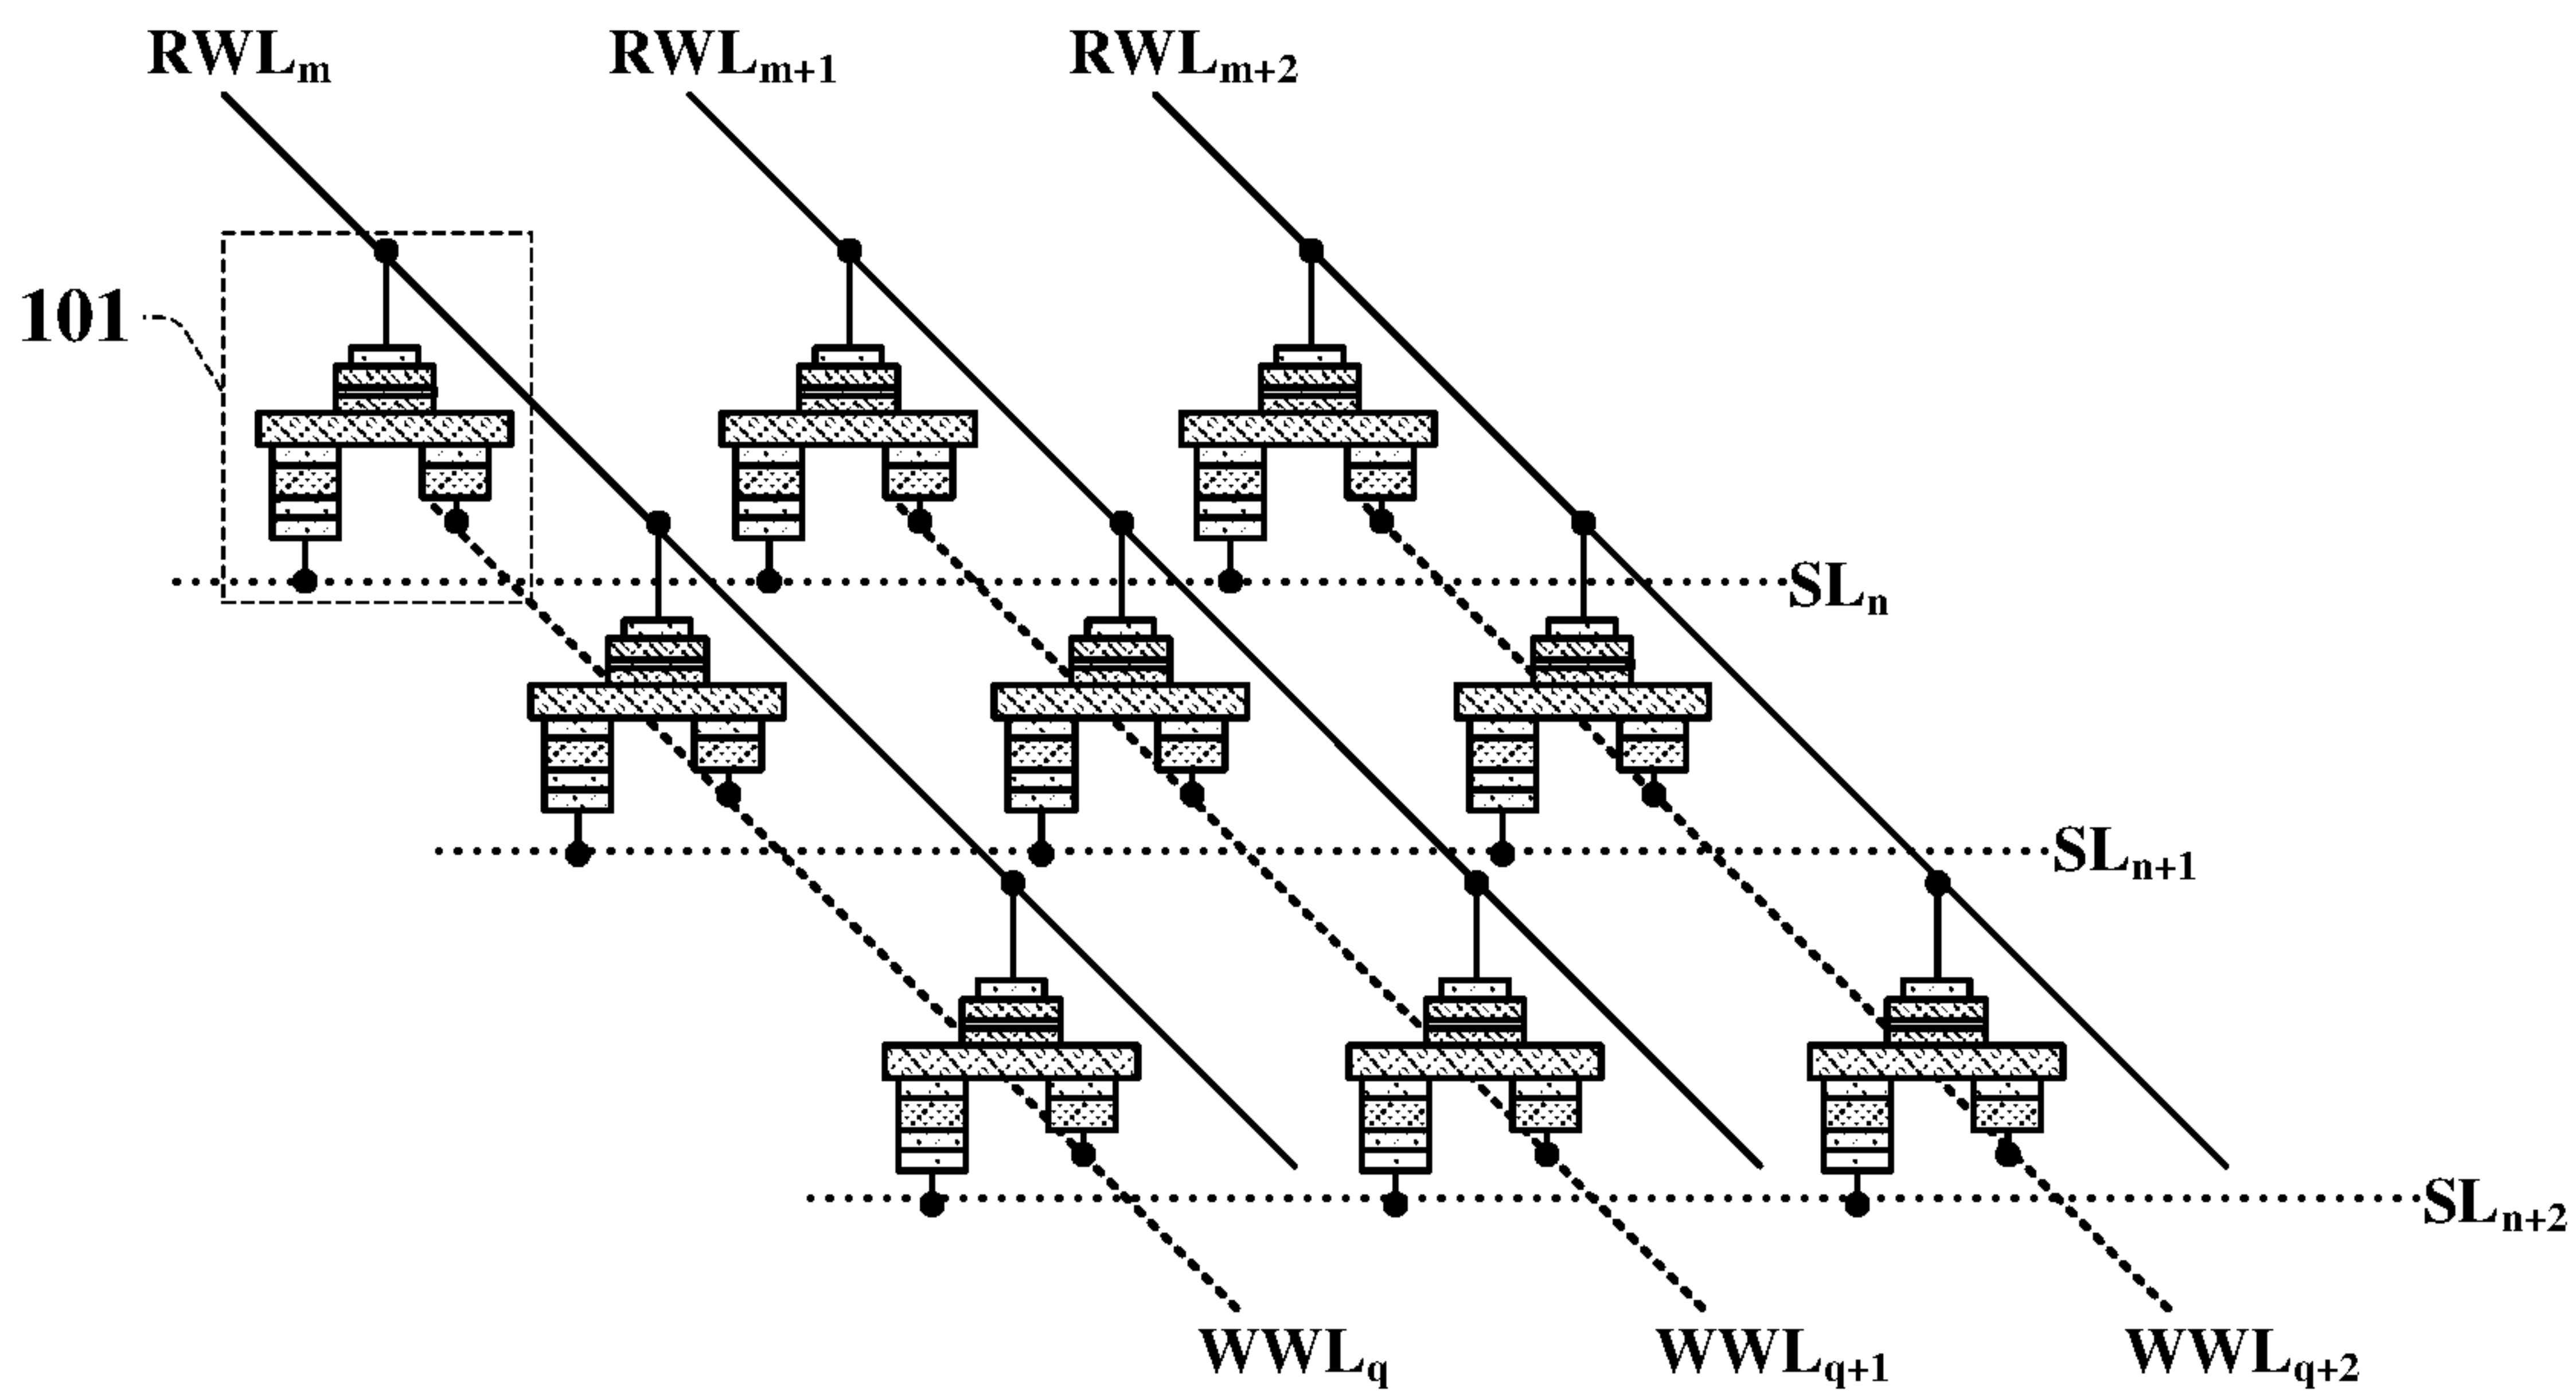 RWLm RWLm+1 RWLm+2
101
SLn
SLn+1
SLn+2
WWLq WWLq+1 WWLq+2